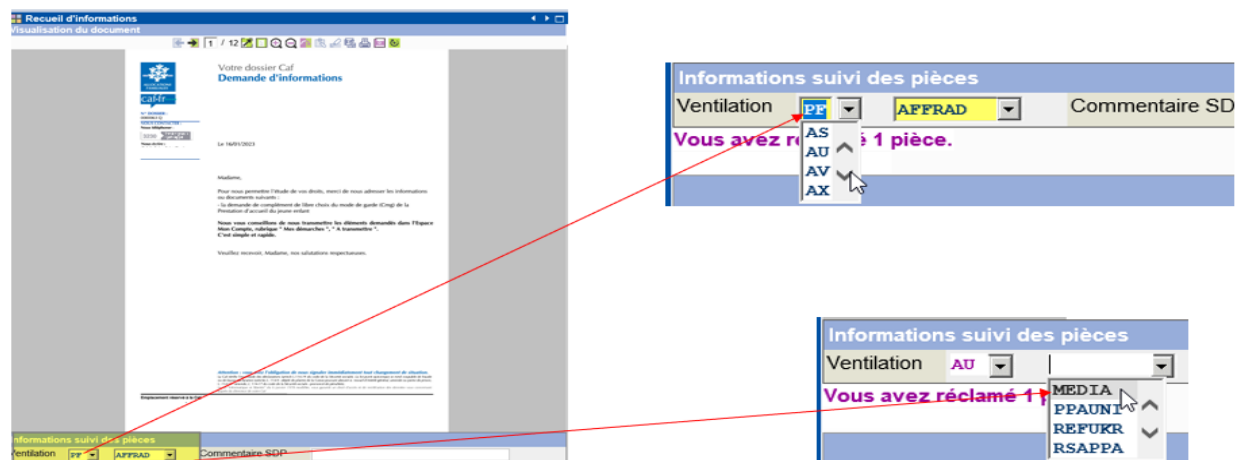 Recueil d'informations
Visualisation du document
1 / 12
Votre dossier Caf
Demande d'informations
caf·fr
Le 16/01/2023
Madame,
Pour nous permettre l'étude de vos droits, merci de nous adresser les informations
ou documents suivants :
- la demande de complément de libre choix du mode de garde (Cmg) de la
Prestation d'accueil du jeune enfant
Nous vous conseillons de nous transmettre les éléments demandés dans l'Espace
Mon Compte, rubrique " Mes démarches ", " A transmettre ".
C'est simple et rapide.
Veuillez recevoir, Madame, nos salutations respectueuses.
Informations suivi des pièces
Ventilation PF AFFRAD Commentaire SDP
Informations suivi des pièces
Ventilation PF AFFRAD Commentaire SD
Vous avez 1 pièce.
AS
AU
AV
AX
Informations suivi des pièces
Ventilation AU
Vous avez réclamé 1
MEDIA
PPAUNI
REFUKR
RSAPPA